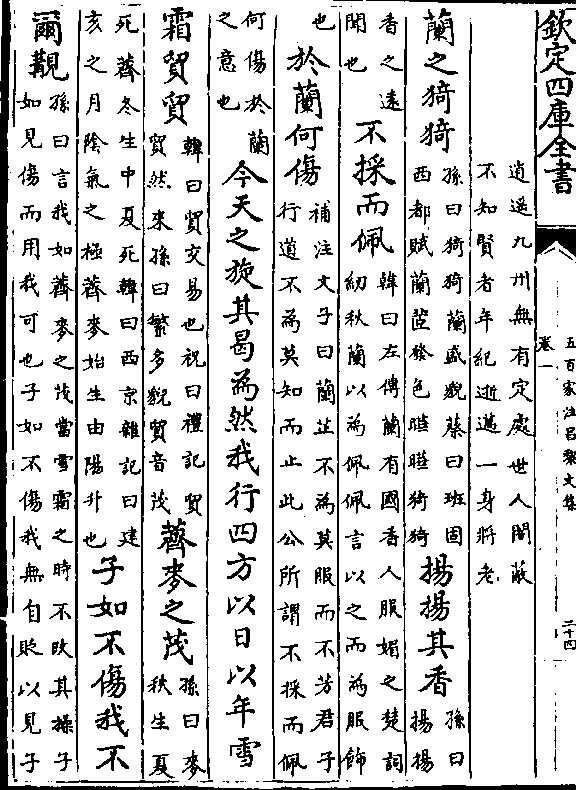 欽定四庫全書
五百家注昌黎文集
卷一
二十四
逍遥九州無有定處世人闇蔽
不知賢者年紀逝邁一身將老
蘭之猗猗
孫曰猗猗蘭盛貌蔡曰班固
西都賦蘭茝發色曄曄猗猗
揚揚其香
孫曰
揚揚
香之遠
聞也
不採而佩
韓曰左傳蘭有國香人服媚之楚詞
紉秋蘭以為佩佩言以之而為服飾
也
於蘭何傷
補注文子曰蘭芷不為莫服而不芳君子
行道不為莫知而止此公所謂不採而佩
何傷於蘭
之意也
今天之旋其曷為然我行四方以日以年雪
霜貿貿
韓曰貿交易也祝曰禮記貿
貿然來孫曰繁多貌貿音茂
薺麥之茂
孫曰麥
秋生夏
死薺冬生中夏死韓曰西京雜記曰建
亥之月陰氣之極薺麥始生由陽升也
子如不傷我不
爾覯
孫曰言我如薺麥之茂當雪霜之時不改其操子
如見傷而用我可也子如不傷我無自貶以見子